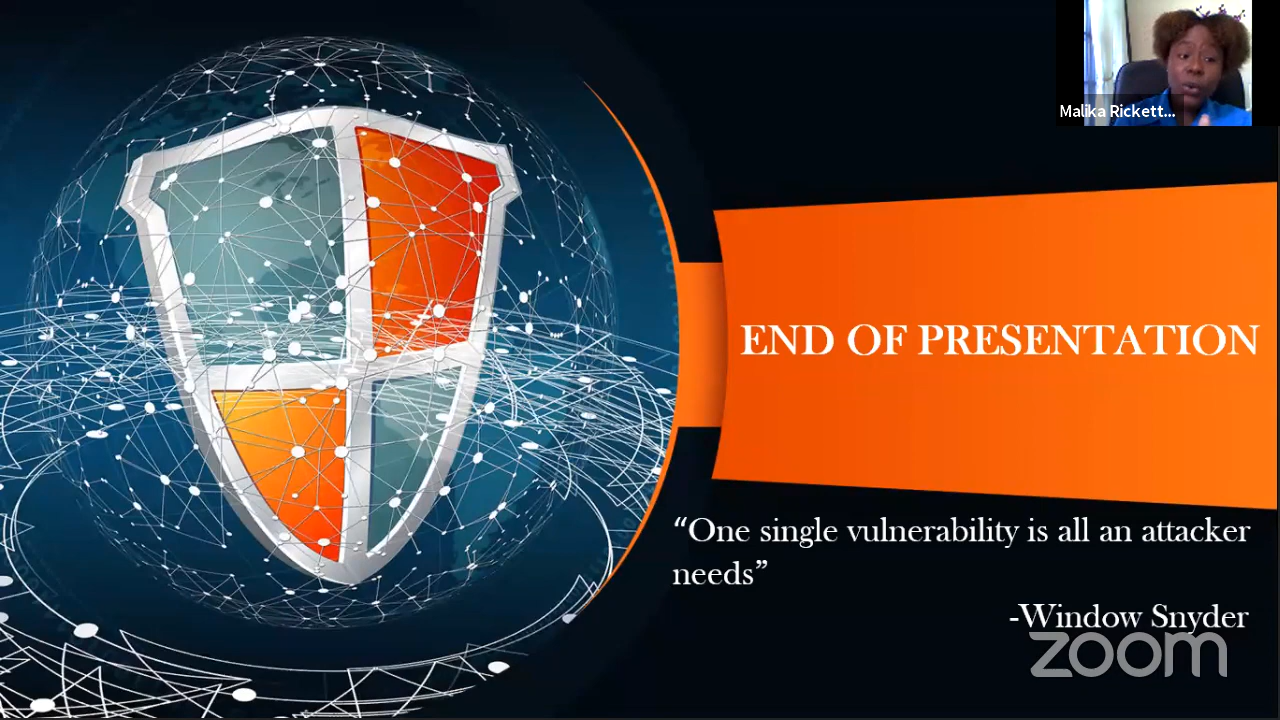 Malika Rickett...
END OF PRESENTATION
“One single vulnerability is all an attacker
needs”
-Window Snyder
zoom